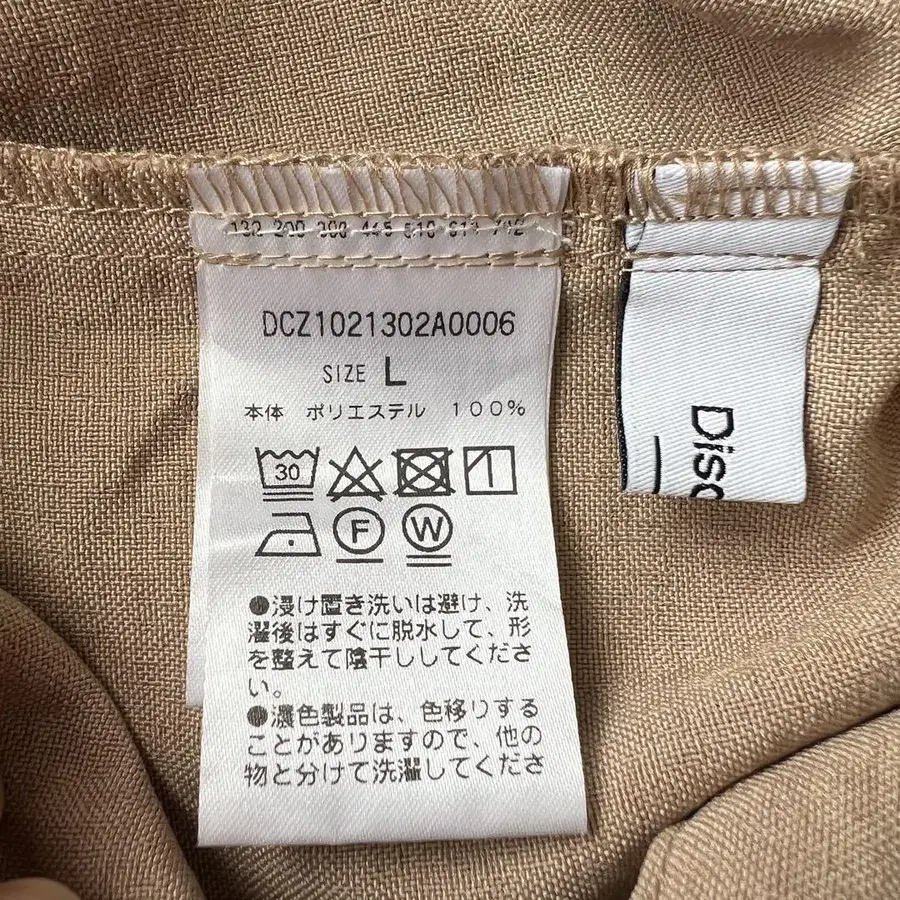 DCZ1021302A0006
SIZE L
本体 ポリエステル 100%
30
F
W
●浸け置き洗いは避け、洗
濯後はすぐに脱水して、形
を整えて陰干ししてくださ
い。
●濃色製品は、色移りする
ことがありますので、他の
物と分けて洗濯してくださ
Disc